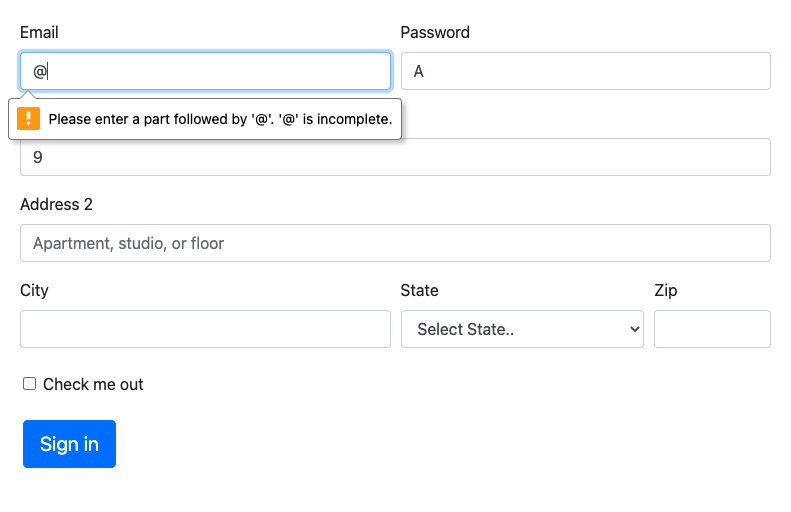 Email Password
@ A
Please enter a part followed by '@'. '@' is incomplete.
9
Address 2
Apartment, studio, or floor
City State Zip
Select State..
Check me out
Sign in